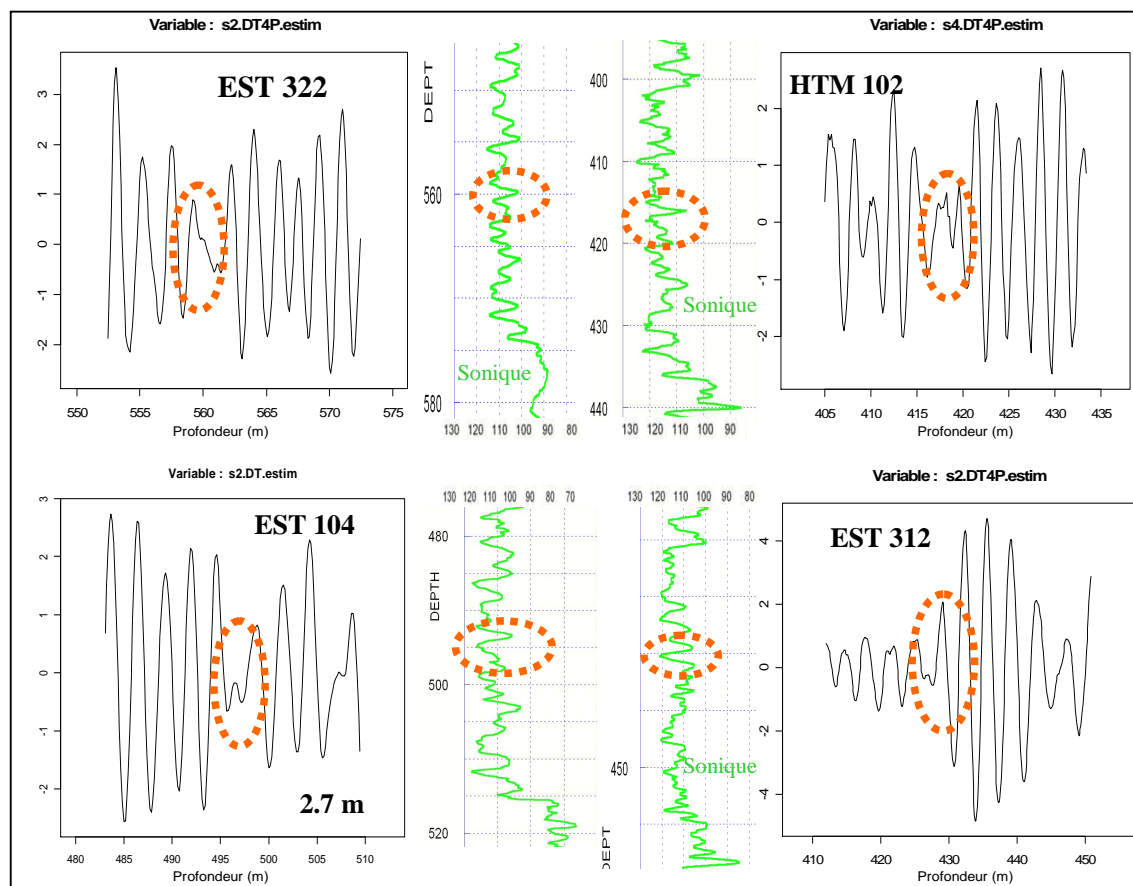 Variable : s2.DT4P.estim
EST 322
3
2
1
0
-1
-2
550
555
560
565
570
575
Profondeur (m)
DEPT
560
580
Sonique
130 120 110 100 90 80
400
410
420
430
440
Sonique
130 120 110 100 90
Variable : s4.DT4P.estim
HTM 102
2
1
0
-1
-2
405
410
415
420
425
430
435
Profondeur (m)
Variable : s2.DT.estim
EST 104
3
2
1
0
-1
-2
2.7 m
480
485
490
495
500
505
510
Profondeur (m)
130 120 110 100 90 80 70
480
DEPTH
500
520
130 120 110 100 90 80
450
Sonique
DEPT
Variable : s2.DT4P.estim
EST 312
4
2
0
-2
-4
410
420
430
440
450
Profondeur (m)